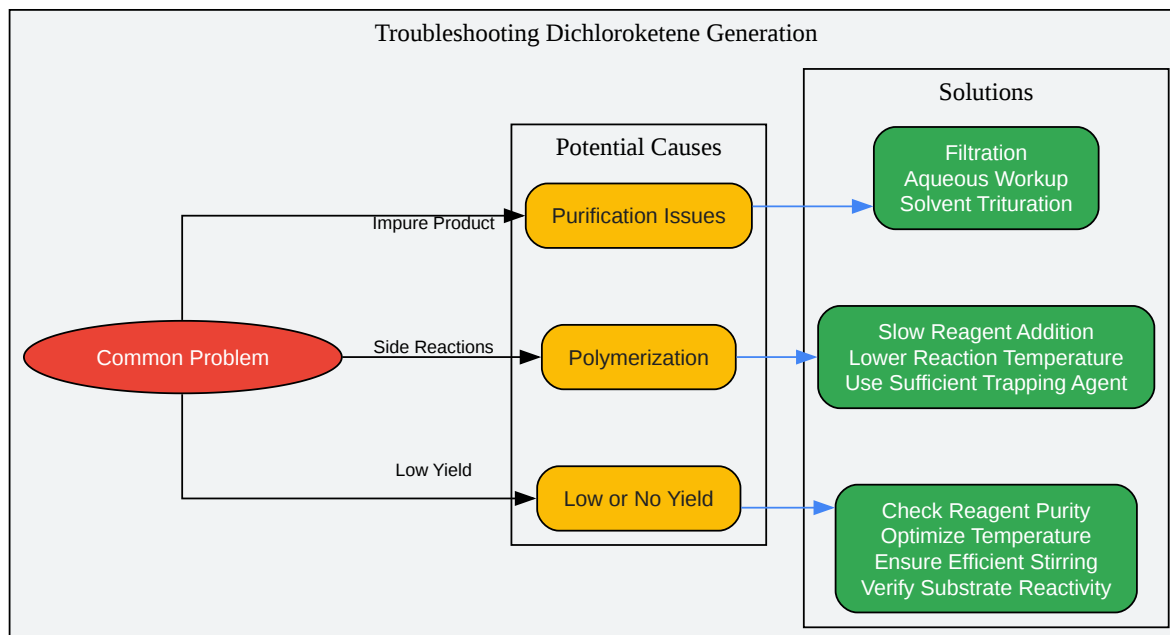 Troubleshooting Dichloroketene Generation
Solutions
Potential Causes
Filtration
Aqueous Workup
Solvent Trituration
Purification Issues
Impure Product
Common Problem
Side Reactions
Polymerization
Slow Reagent Addition
Lower Reaction Temperature
Use Sufficient Trapping Agent
Low Yield
Low or No Yield
Check Reagent Purity
Optimize Temperature
Ensure Efficient Stirring
Verify Substrate Reactivity